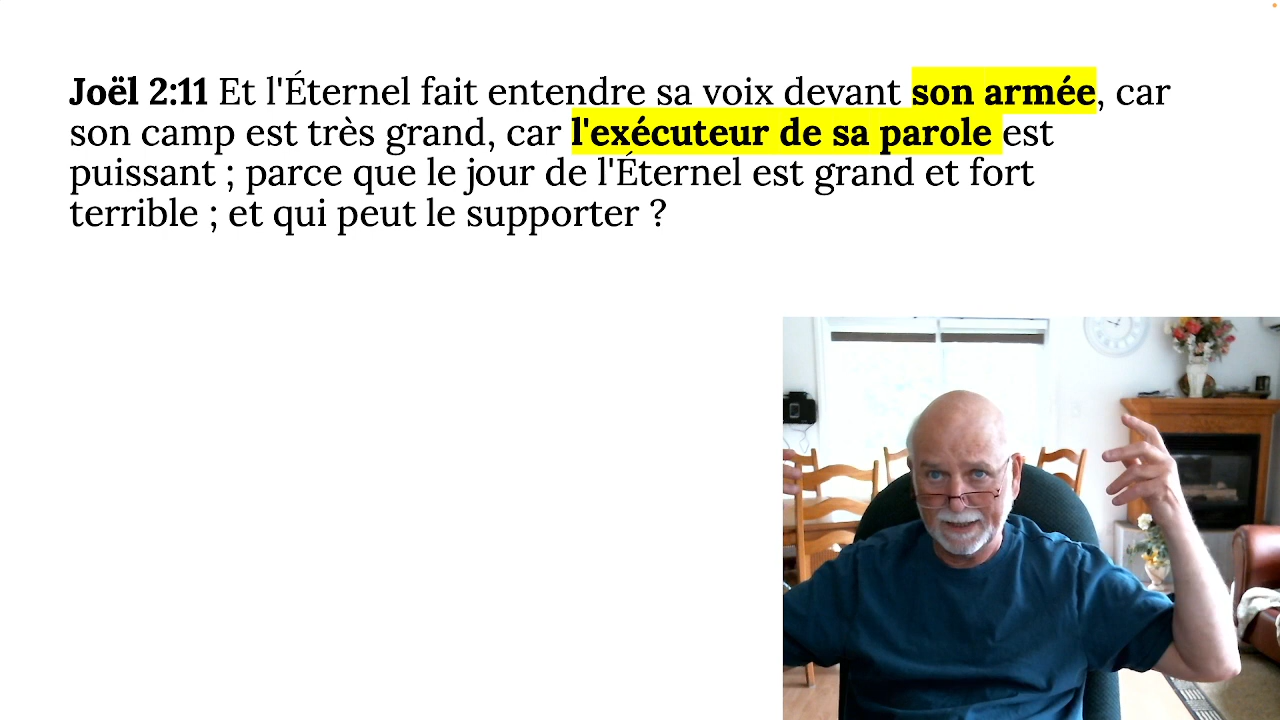 Joël 2:11 Et l'Éternel fait entendre sa voix devant son armée, car
son camp est très grand, car l'exécuteur de sa parole est
puissant ; parce que le jour de l'Éternel est grand et fort
terrible ; et qui peut le supporter ?